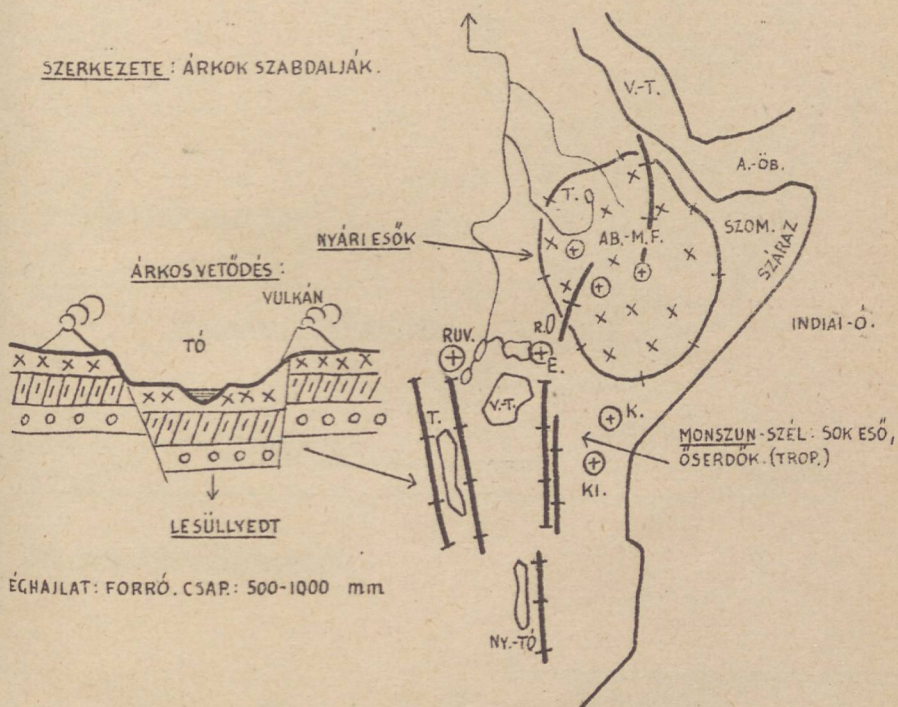 SZERKEZETE: ÁRKOK SZABDALJÁK.
V.-T.
A.-ÖB.
T.
AB.-M.F.
SZOM.
SZÁRAZ
NYÁRI ESŐK
INDIAI-Ó.
ÁRKOS VETŐDÉS:
VULKÁN
TÓ
RUV.
R.
E.
T.
V.-T.
K.
KI.
MONSZUN-SZÉL: SOK ESŐ,
ŐSERDŐK.(TROP.)
LESÜLLYEDT
ÉGHAJLAT: FORRÓ. CSAP.: 500-1000 mm
NY.-TÓ